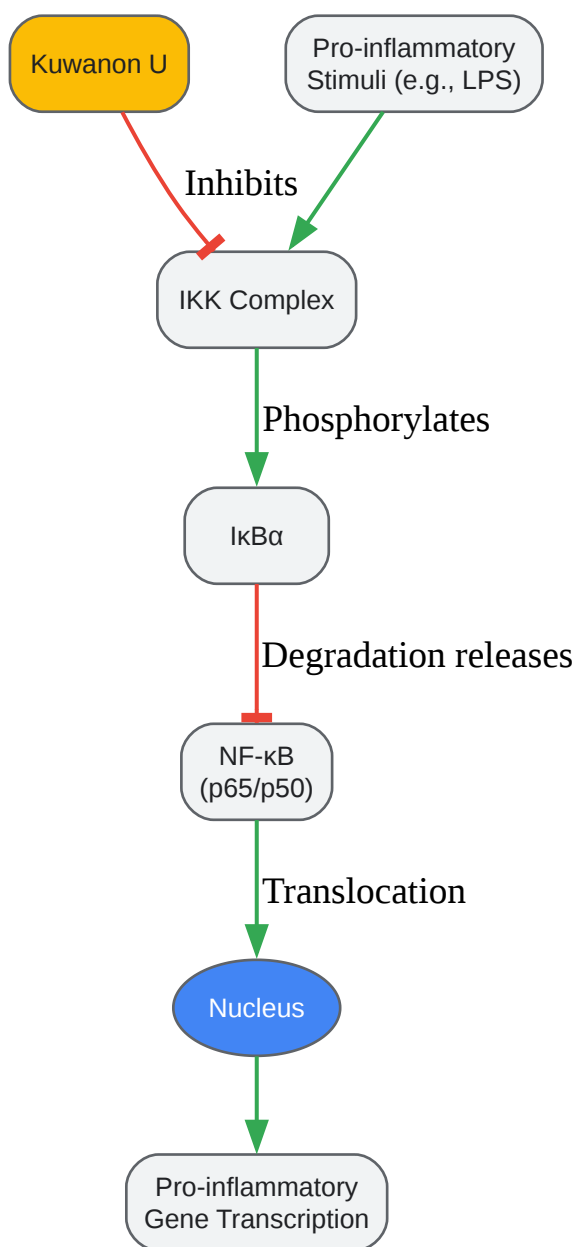 Kuwanon U
Pro-inflammatory
Stimuli (e.g., LPS)
Inhibits
IKK Complex
Phosphorylates
IκBα
Degradation releases
NF-κB
(p65/p50)
Translocation
Nucleus
Pro-inflammatory
Gene Transcription